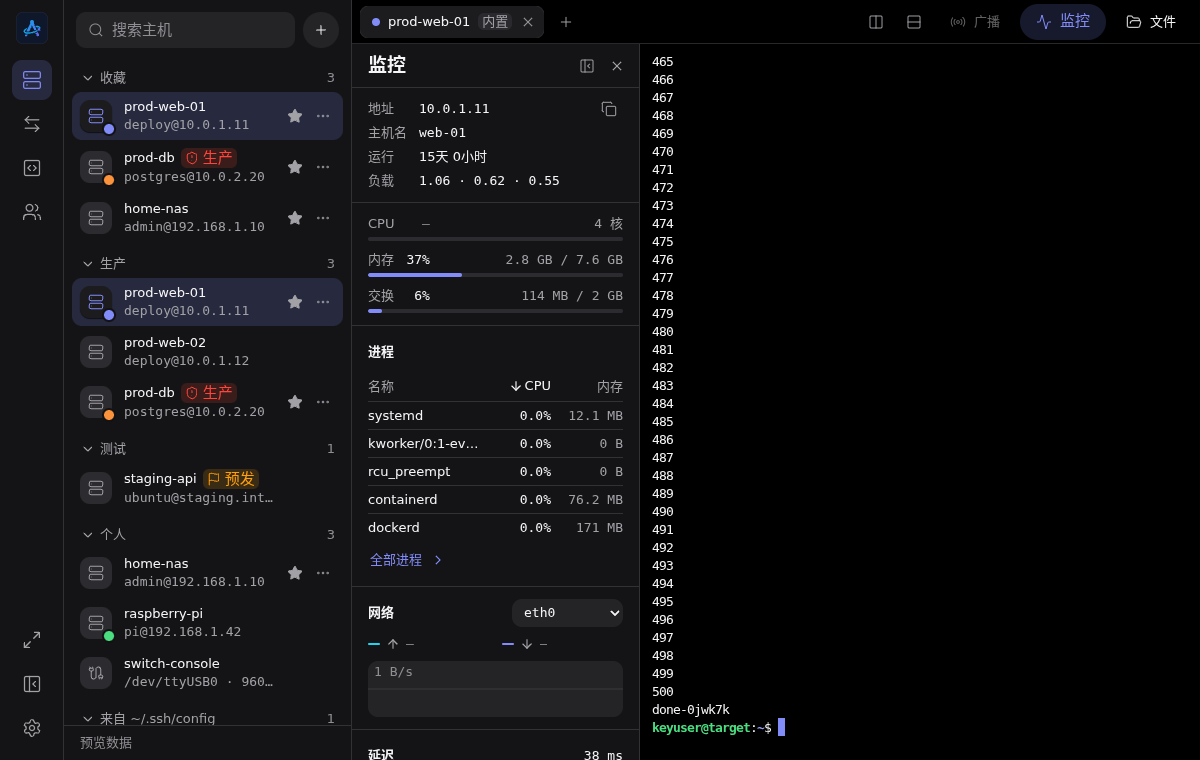 搜索主机
收藏 3
prod-web-01
deploy@10.0.1.11
prod-db 生产
postgres@10.0.2.20
home-nas
admin@192.168.1.10
生产 3
prod-web-01
deploy@10.0.1.11
prod-web-02
deploy@10.0.1.12
prod-db 生产
postgres@10.0.2.20
测试 1
staging-api 预发
ubuntu@staging.int…
个人 3
home-nas
admin@192.168.1.10
raspberry-pi
pi@192.168.1.42
switch-console
/dev/ttyUSB0 · 960…
来自 ~/.ssh/config 1
预览数据
prod-web-01 内置
广播 监控 文件
监控
地址 10.0.1.11
主机名 web-01
运行 15天 0小时
负载 1.06 · 0.62 · 0.55
CPU — 4 核
内存 37% 2.8 GB / 7.6 GB
交换 6% 114 MB / 2 GB
进程
名称 ↓CPU 内存
systemd 0.0% 12.1 MB
kworker/0:1-ev… 0.0% 0 B
rcu_preempt 0.0% 0 B
containerd 0.0% 76.2 MB
dockerd 0.0% 171 MB
全部进程
网络 eth0
↑ — ↓ —
1 B/s
延迟 38 ms
465
466
467
468
469
470
471
472
473
474
475
476
477
478
479
480
481
482
483
484
485
486
487
488
489
490
491
492
493
494
495
496
497
498
499
500
done-0jwk7k
keyuser@target:~$